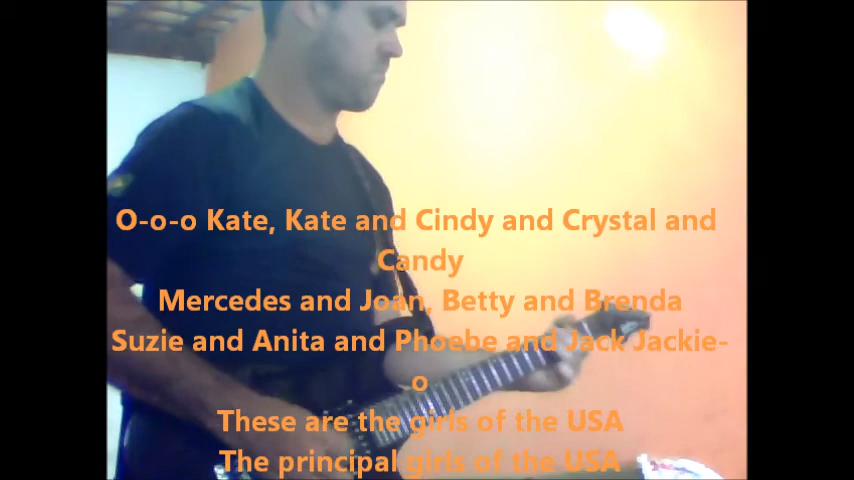 O-o-o Kate, Kate and Cindy and Crystal and
Candy
Mercedes and Joan, Betty and Brenda
Suzie and Anita and Phoebe and Jack Jackie-
o
These are the girls of the USA
The principal girls of the USA